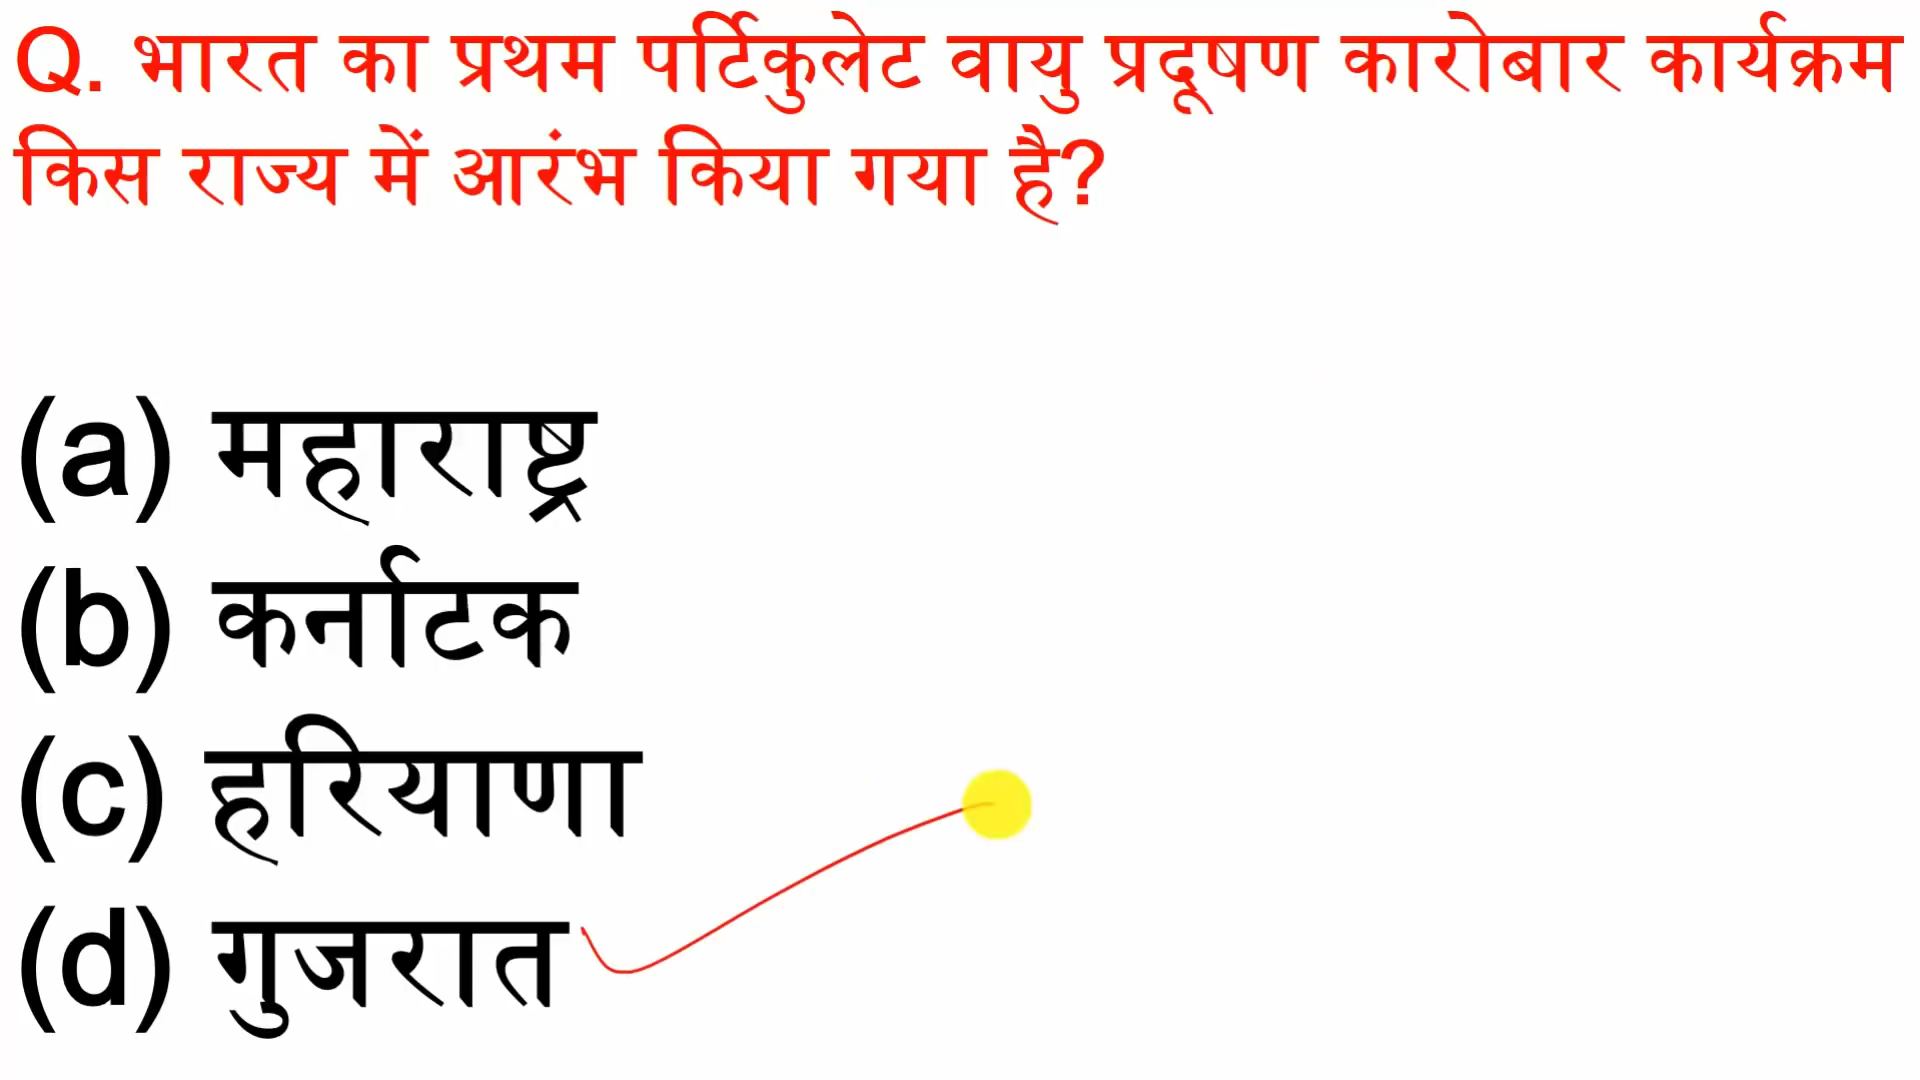 Q. भारत का प्रथम पर्टिकुलेट वायु प्रदूषण कारोबार कार्यक्रम
किस राज्य में आरंभ किया गया है?
(a) महाराष्ट्र
(b) कर्नाटक
(c) हरियाणा
(d) गुजरात